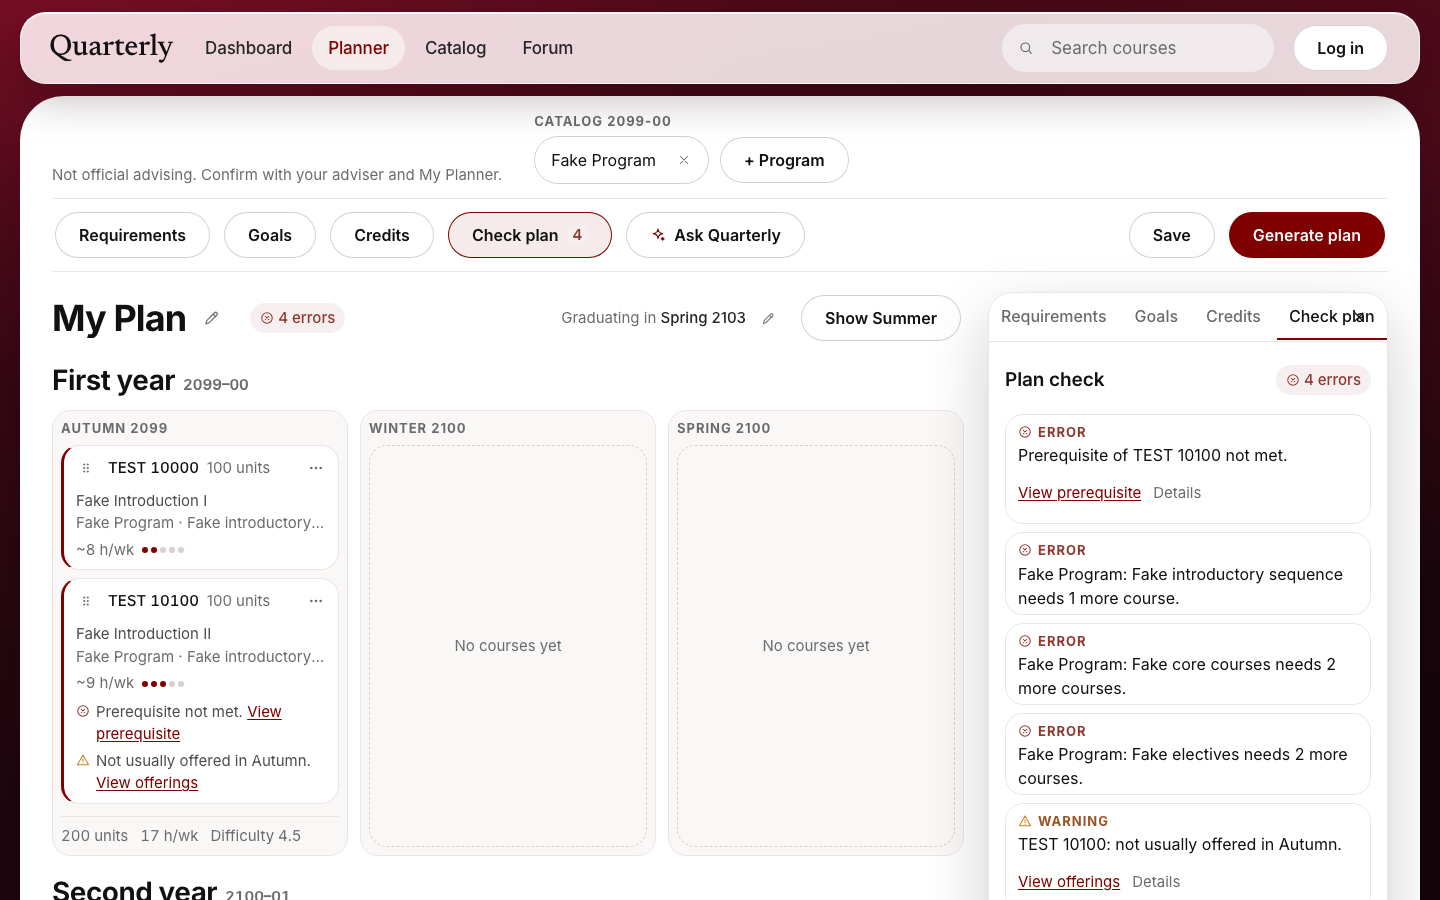 Quarterly
Dashboard
Planner
Catalog
Forum
Search courses
Log in
CATALOG 2099-00
Not official advising. Confirm with your adviser and My Planner.
Fake Program
+ Program
Requirements
Goals
Credits
Check plan 4
Ask Quarterly
Save
Generate plan
My Plan
4 errors
Graduating in Spring 2103
Show Summer
First year 2099–00
AUTUMN 2099
TEST 10000 100 units
Fake Introduction I
Fake Program · Fake introductory...
~8 h/wk
TEST 10100 100 units
Fake Introduction II
Fake Program · Fake introductory...
~9 h/wk
Prerequisite not met. View
prerequisite
Not usually offered in Autumn.
View offerings
200 units 17 h/wk Difficulty 4.5
WINTER 2100
No courses yet
SPRING 2100
No courses yet
Second year 2100–01
Requirements
Goals
Credits
Check plan
Plan check
4 errors
ERROR
Prerequisite of TEST 10100 not met.
View prerequisite Details
ERROR
Fake Program: Fake introductory sequence
needs 1 more course.
ERROR
Fake Program: Fake core courses needs 2
more courses.
ERROR
Fake Program: Fake electives needs 2 more
courses.
WARNING
TEST 10100: not usually offered in Autumn.
View offerings Details